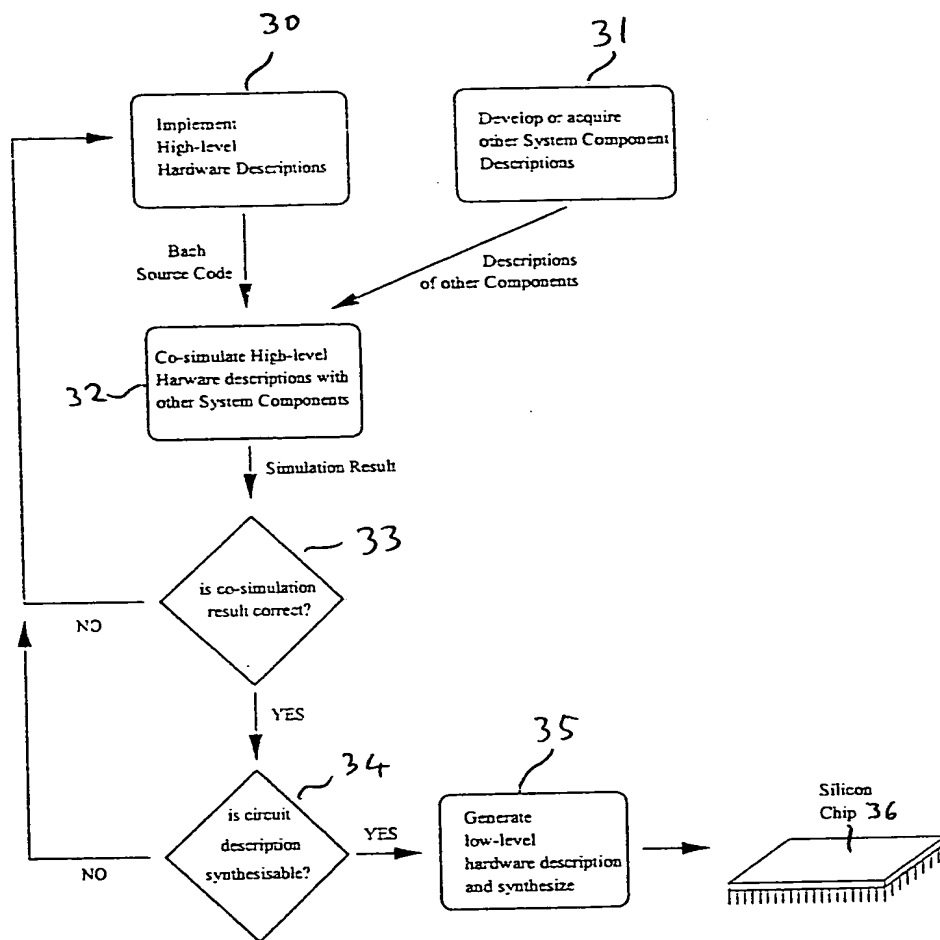 30
31
Implement
High-level
Hardware Descriptions
Develop or acquire
other System Component
Descriptions
Bach
Source Code
Descriptions
of other Components
Co-simulate High-level
Harware descriptions with
other System Components
32
Simulation Result
33
is co-simulation
result correct?
NO
YES
34
35
is circuit
description
synthesisable?
YES
NO
Generate
low-level
hardware description
and synthesize
Silicon
Chip 36